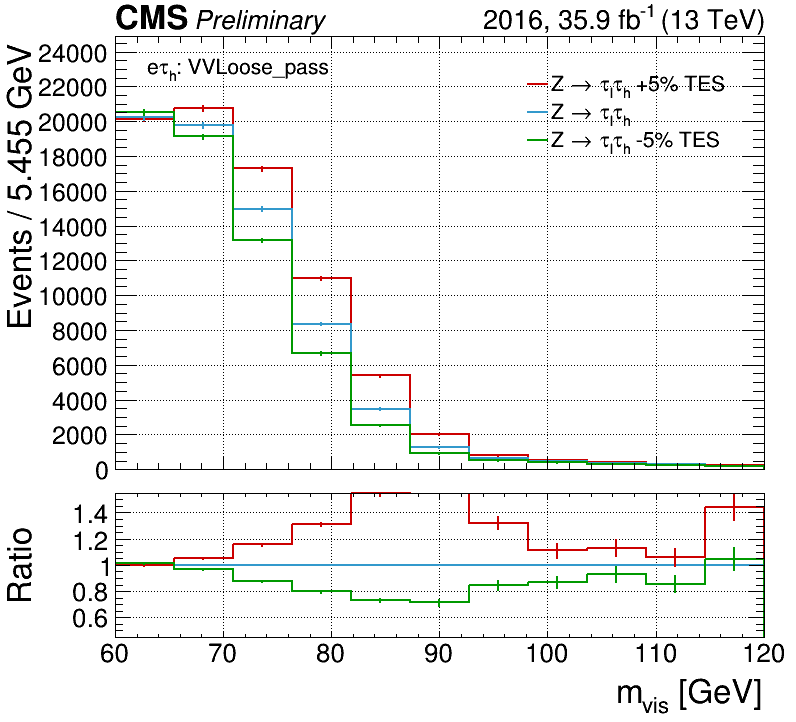 CMS Preliminary 2016, 35.9 fb⁻¹ (13 TeV)
eτₕ: VVLoose_pass
Z → τₗτₕ +5% TES
Z → τₗτₕ
Z → τₗτₕ -5% TES
Events / 5.455 GeV
24000
22000
20000
18000
16000
14000
12000
10000
8000
6000
4000
2000
0
Ratio
1.4
1.2
1
0.8
0.6
60 70 80 90 100 110 120
m_vis [GeV]